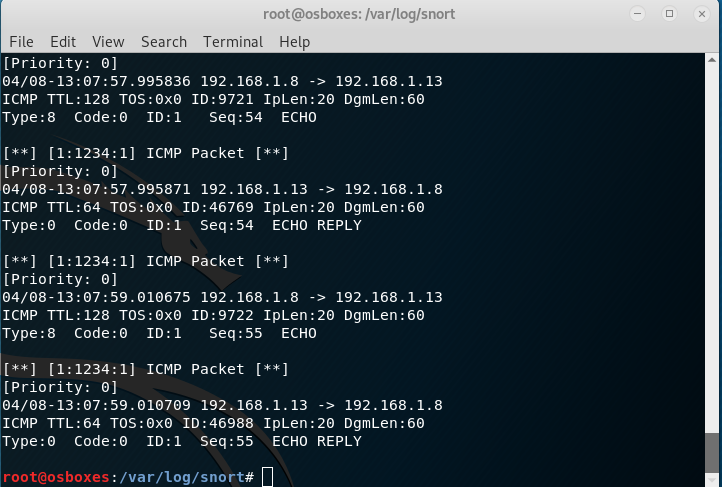 root@osboxes: /var/log/snort
File Edit View Search Terminal Help
[Priority: 0]
04/08-13:07:57.995836 192.168.1.8 -> 192.168.1.13
ICMP TTL:128 TOS:0x0 ID:9721 IpLen:20 DgmLen:60
Type:8  Code:0  ID:1   Seq:54  ECHO

[**] [1:1234:1] ICMP Packet [**]
[Priority: 0]
04/08-13:07:57.995871 192.168.1.13 -> 192.168.1.8
ICMP TTL:64 TOS:0x0 ID:46769 IpLen:20 DgmLen:60
Type:0  Code:0  ID:1  Seq:54  ECHO REPLY

[**] [1:1234:1] ICMP Packet [**]
[Priority: 0]
04/08-13:07:59.010675 192.168.1.8 -> 192.168.1.13
ICMP TTL:128 TOS:0x0 ID:9722 IpLen:20 DgmLen:60
Type:8  Code:0  ID:1   Seq:55  ECHO

[**] [1:1234:1] ICMP Packet [**]
[Priority: 0]
04/08-13:07:59.010709 192.168.1.13 -> 192.168.1.8
ICMP TTL:64 TOS:0x0 ID:46988 IpLen:20 DgmLen:60
Type:0  Code:0  ID:1  Seq:55  ECHO REPLY

root@osboxes:/var/log/snort#